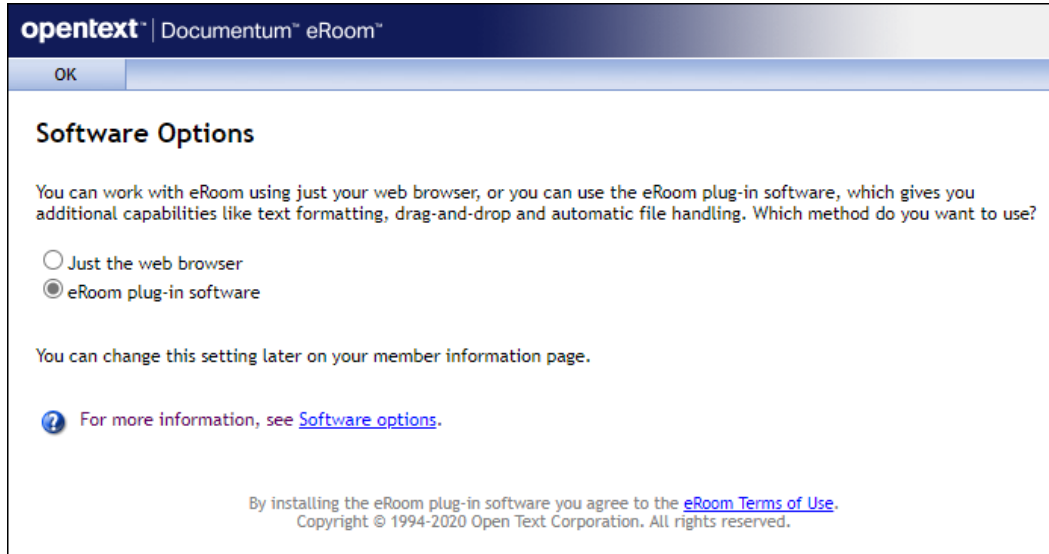 opentext™ | Documentum™ eRoom™
OK
Software Options
You can work with eRoom using just your web browser, or you can use the eRoom plug-in software, which gives you
additional capabilities like text formatting, drag-and-drop and automatic file handling. Which method do you want to use?
Just the web browser
eRoom plug-in software
You can change this setting later on your member information page.
For more information, see Software options.
By installing the eRoom plug-in software you agree to the eRoom Terms of Use.
Copyright © 1994-2020 Open Text Corporation. All rights reserved.